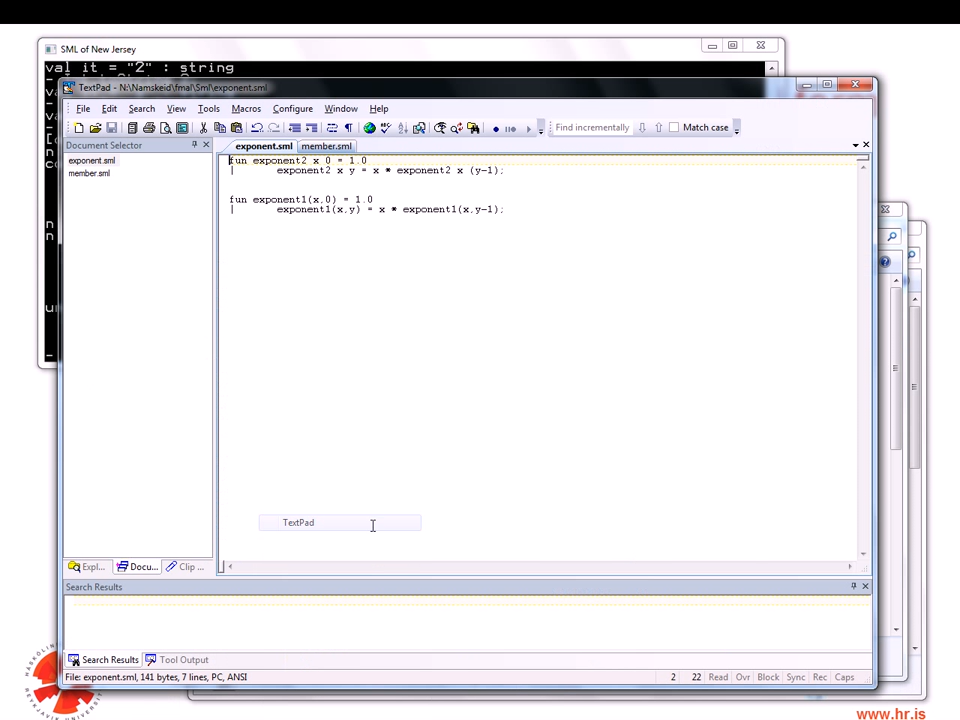 SML of New Jersey
val it = "2" : string
TextPad - N:\Namskeid\fmal\Sml\exponent.sml
File Edit Search View Tools Macros Configure Window Help
Find incrementally Match case
Document Selector
exponent.sml member.sml
exponent.sml
member.sml
fun exponent2 x 0 = 1.0
| exponent2 x y = x * exponent2 x (y-1);
fun exponent1(x,0) = 1.0
| exponent1(x,y) = x * exponent1(x,y-1);
TextPad
Expl... Docu... Clip ...
Search Results
Search Results Tool Output
File: exponent.sml, 141 bytes, 7 lines, PC, ANSI 2 22 Read Ovr Block Sync Rec Caps
www.hr.is